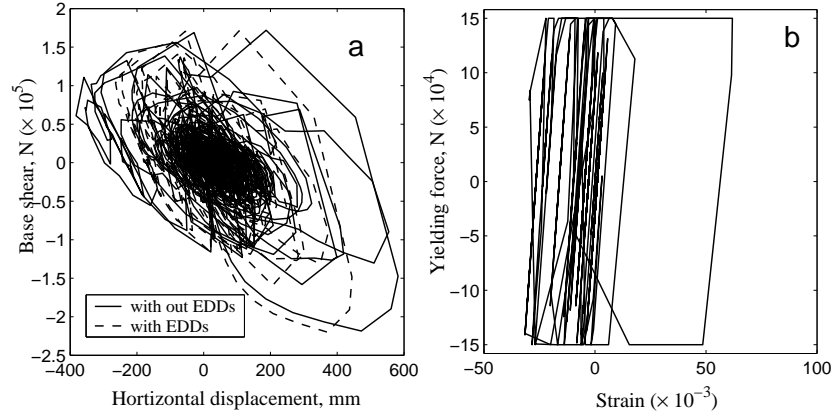 a
2
1.5
1
0.5
0
-0.5
-1
-1.5
-2
-2.5
Base shear, N (× 10^5)
with out EDDs
with EDDs
-400 -200 0 200 400 600
Hortizontal displacement, mm
b
15
10
5
0
-5
-10
-15
Yielding force, N (× 10^4)
-50 0 50 100
Strain (× 10^-3)